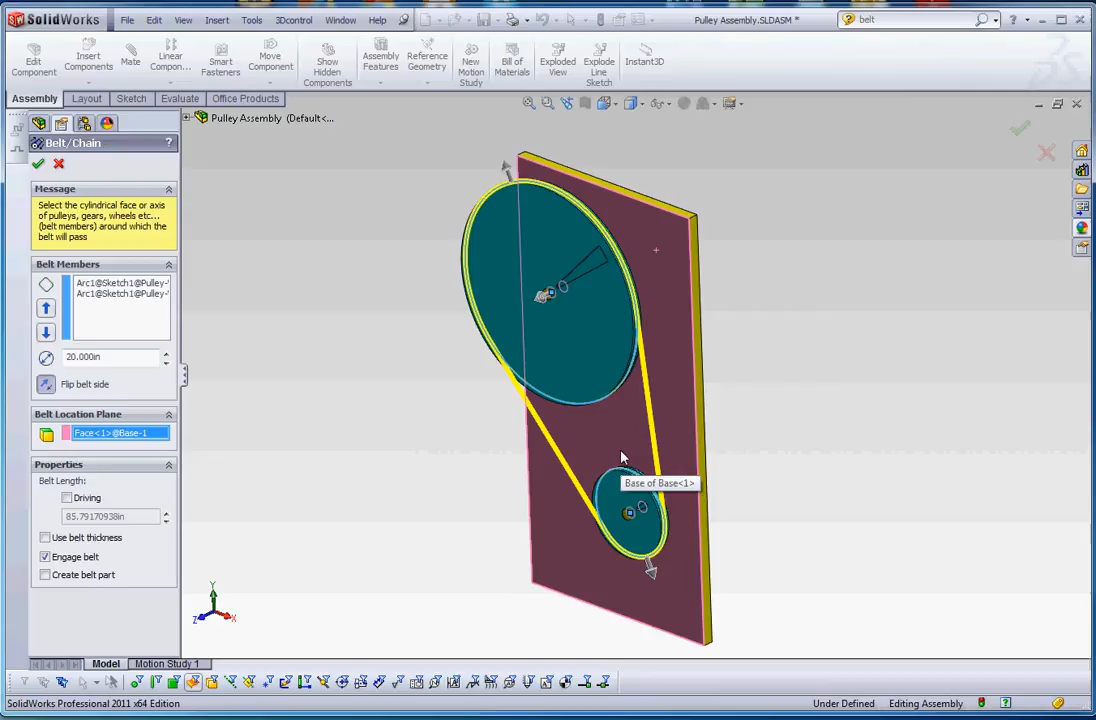 SolidWorks File Edit View Insert Tools 3Dcontrol Window Help Pulley Assembly.SLDASM * belt
Edit Component
Insert Components
Mate
Linear Compon...
Smart Fasteners
Move Component
Show Hidden Components
Assembly Features
Reference Geometry
New Motion Study
Bill of Materials
Exploded View
Explode Line Sketch
Instant3D
Assembly Layout Sketch Evaluate Office Products
Pulley Assembly (Default<...
Belt/Chain ?
Message
Select the cylindrical face or axis
of pulleys, gears, wheels etc...
(belt members) around which the
belt will pass
Belt Members
Arc1@Sketch1@Pulley-
Arc1@Sketch1@Pulley-
20.000in
Flip belt side
Belt Location Plane
Face<1>@Base-1
Properties
Belt Length:
Driving
85.79170938in
Use belt thickness
Engage belt
Create belt part
Base of Base<1>
Y
X
Z
Model Motion Study 1
SolidWorks Professional 2011 x64 Edition Under Defined Editing Assembly